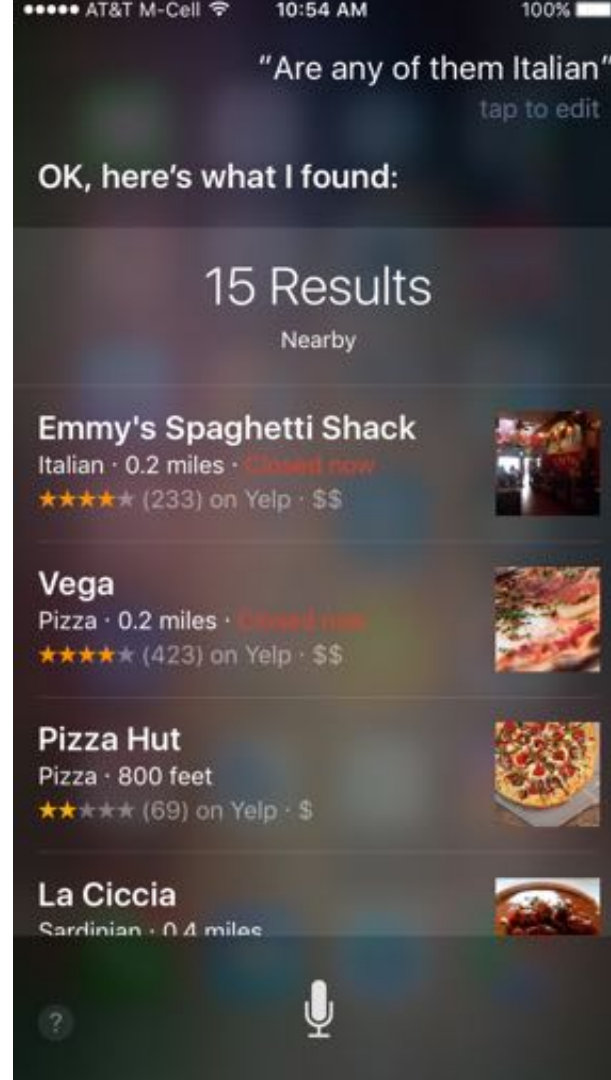 AT&T M-Cell 10:54 AM 100%
“Are any of them Italian”
tap to edit
OK, here’s what I found:
15 Results
Nearby
Emmy's Spaghetti Shack
Italian · 0.2 miles · Closed now
★★★★★ (233) on Yelp · $$
Vega
Pizza · 0.2 miles · Closed now
★★★★★ (423) on Yelp · $$
Pizza Hut
Pizza · 800 feet
★★★★★ (69) on Yelp · $
La Ciccia
Sardinian · 0.4 miles
?